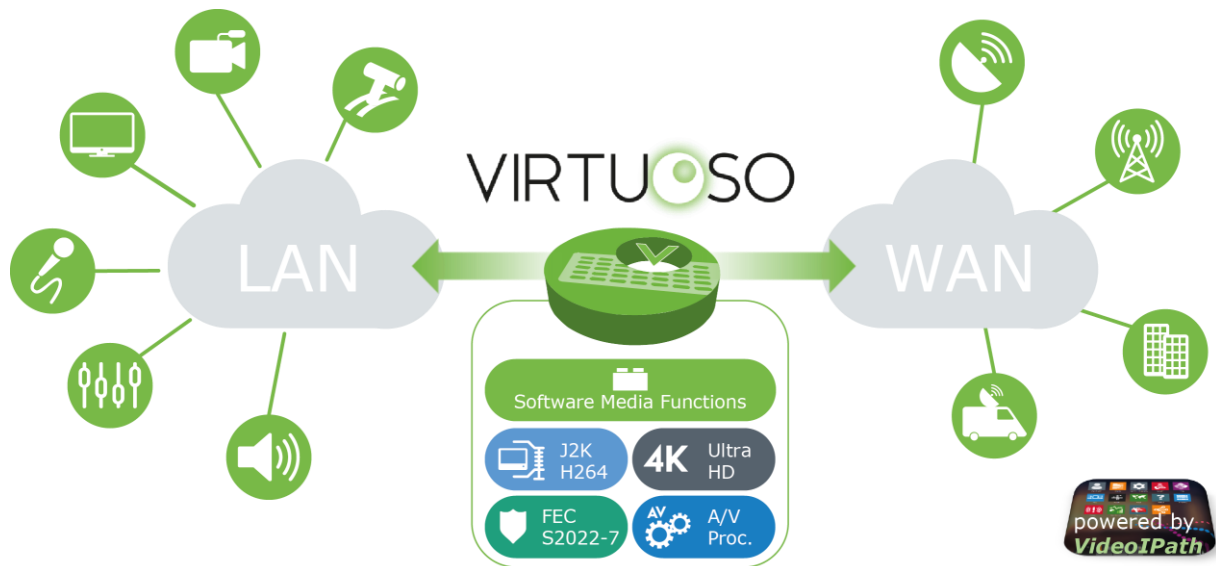 VIRTUOSO
LAN
WAN
Software Media Functions
J2K
H264
4K
Ultra
HD
FEC
S2022-7
AV
A/V
Proc.
powered by
VideoIPath